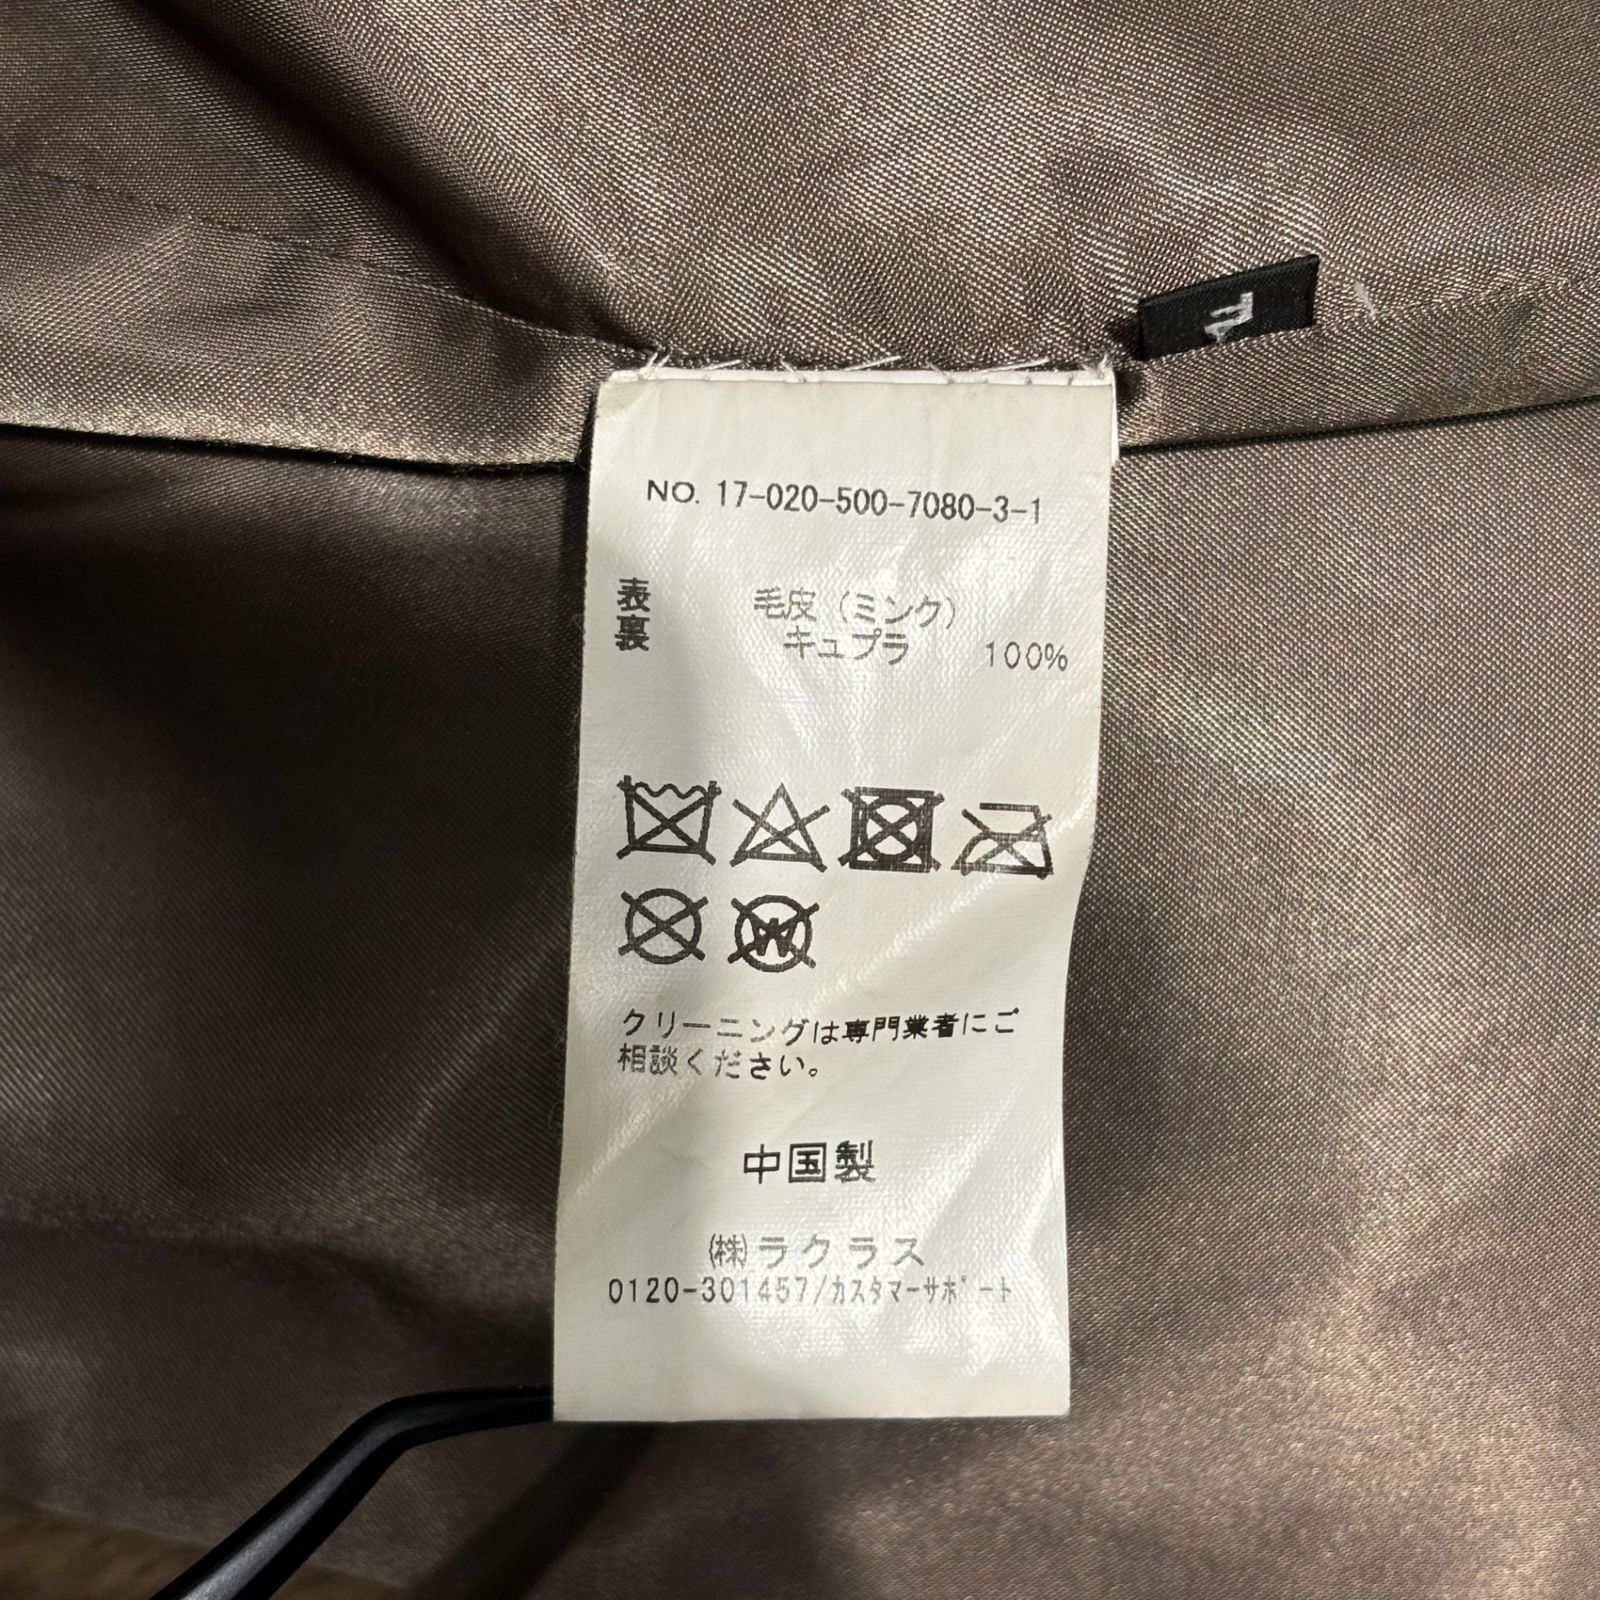 NO. 17-020-500-7080-3-1
表 毛皮（ミンク）
裏 キュプラ 100%
クリーニングは専門業者にご
相談ください。
中国製
㈱ラクラス
0120-301457/ｶｽﾀﾏｰｻﾎﾟｰﾄ